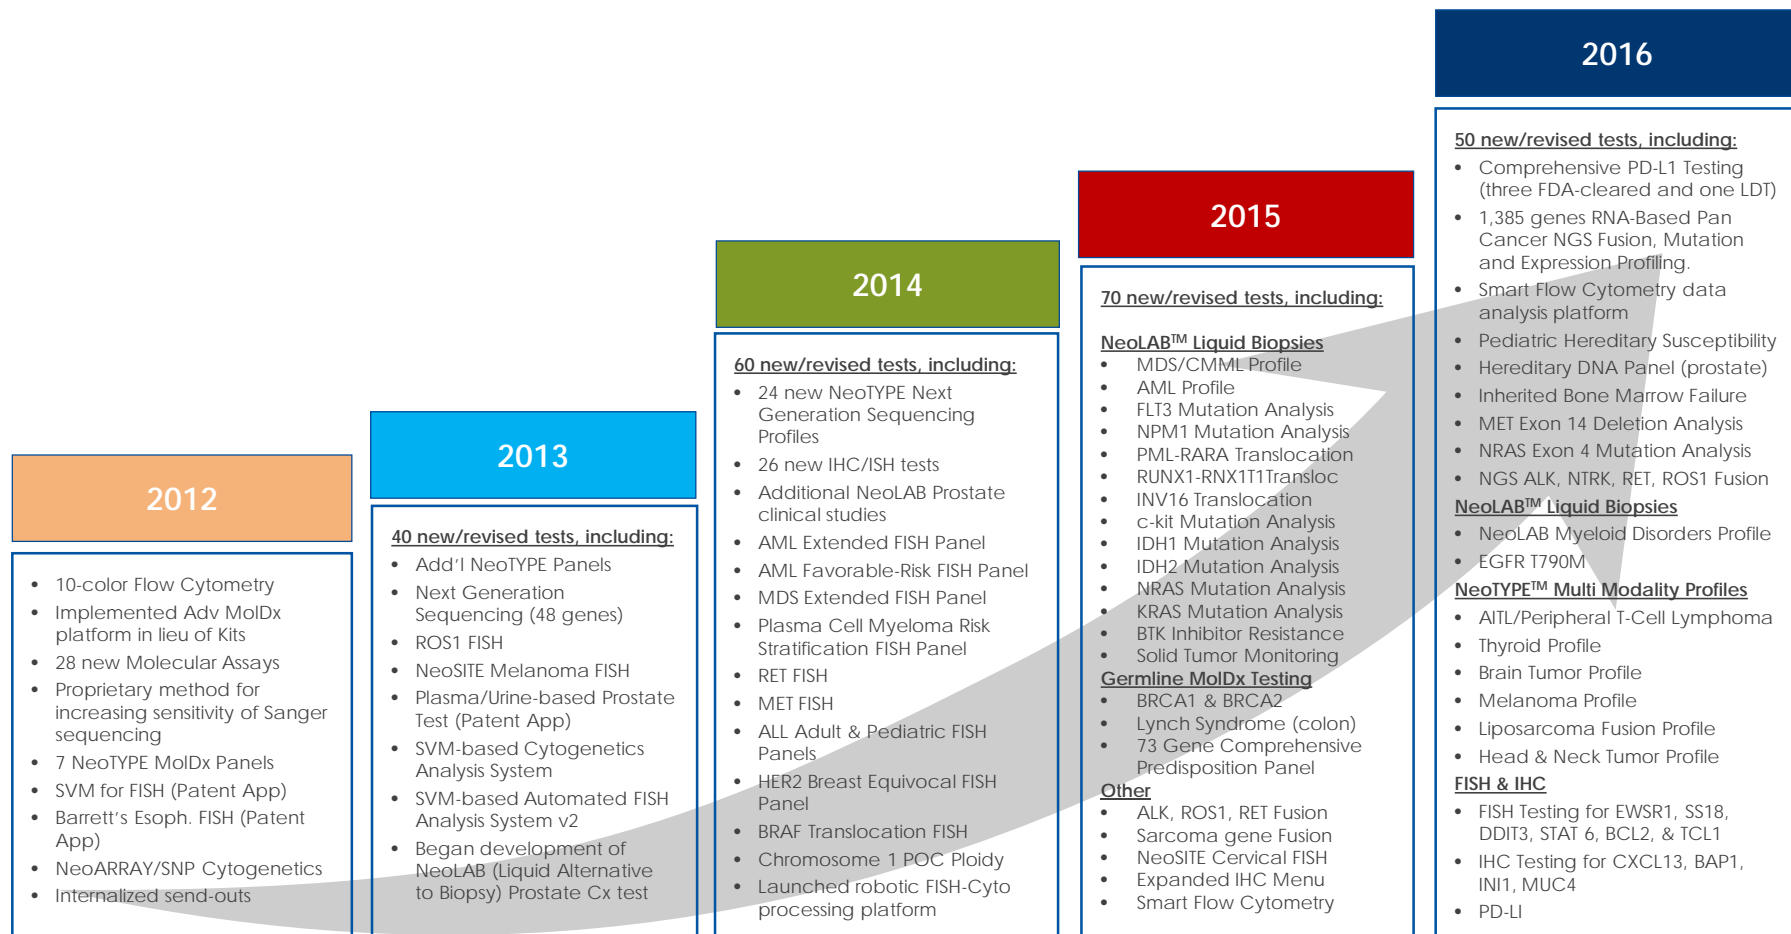 2012
• 10-color Flow Cytometry
• Implemented Adv MolDx
platform in lieu of Kits
• 28 new Molecular Assays
• Proprietary method for
increasing sensitivity of Sanger
sequencing
• 7 NeoTYPE MolDx Panels
• SVM for FISH (Patent App)
• Barrett's Esoph. FISH (Patent
App)
• NeoARRAY/SNP Cytogenetics
• Internalized send-outs
2013
40 new/revised tests, including:
• Add'l NeoTYPE Panels
• Next Generation
Sequencing (48 genes)
• ROS1 FISH
• NeoSITE Melanoma FISH
• Plasma/Urine-based Prostate
Test (Patent App)
• SVM-based Cytogenetics
Analysis System
• SVM-based Automated FISH
Analysis System v2
• Began development of
NeoLAB (Liquid Alternative
to Biopsy) Prostate Cx test
2014
60 new/revised tests, including:
• 24 new NeoTYPE Next
Generation Sequencing
Profiles
• 26 new IHC/ISH tests
• Additional NeoLAB Prostate
clinical studies
• AML Extended FISH Panel
• AML Favorable-Risk FISH Panel
• MDS Extended FISH Panel
• Plasma Cell Myeloma Risk
Stratification FISH Panel
• RET FISH
• MET FISH
• ALL Adult & Pediatric FISH
Panels
• HER2 Breast Equivocal FISH
Panel
• BRAF Translocation FISH
• Chromosome 1 POC Ploidy
• Launched robotic FISH-Cyto
processing platform
2015
70 new/revised tests, including:
NeoLAB™ Liquid Biopsies
• MDS/CMML Profile
• AML Profile
• FLT3 Mutation Analysis
• NPM1 Mutation Analysis
• PML-RARA Translocation
• RUNX1-RNX1T1Transloc
• INV16 Translocation
• c-kit Mutation Analysis
• IDH1 Mutation Analysis
• IDH2 Mutation Analysis
• NRAS Mutation Analysis
• KRAS Mutation Analysis
• BTK Inhibitor Resistance
• Solid Tumor Monitoring
Germline MolDx Testing
• BRCA1 & BRCA2
• Lynch Syndrome (colon)
• 73 Gene Comprehensive
Predisposition Panel
Other
• ALK, ROS1, RET Fusion
• Sarcoma gene Fusion
• NeoSITE Cervical FISH
• Expanded IHC Menu
• Smart Flow Cytometry
2016
50 new/revised tests, including:
• Comprehensive PD-L1 Testing
(three FDA-cleared and one LDT)
• 1,385 genes RNA-Based Pan
Cancer NGS Fusion, Mutation
and Expression Profiling.
• Smart Flow Cytometry data
analysis platform
• Pediatric Hereditary Susceptibility
• Hereditary DNA Panel (prostate)
• Inherited Bone Marrow Failure
• MET Exon 14 Deletion Analysis
• NRAS Exon 4 Mutation Analysis
• NGS ALK, NTRK, RET, ROS1 Fusion
NeoLAB™ Liquid Biopsies
• NeoLAB Myeloid Disorders Profile
• EGFR T790M
NeoTYPE™ Multi Modality Profiles
• AITL/Peripheral T-Cell Lymphoma
• Thyroid Profile
• Brain Tumor Profile
• Melanoma Profile
• Liposarcoma Fusion Profile
• Head & Neck Tumor Profile
FISH & IHC
• FISH Testing for EWSR1, SS18,
DDIT3, STAT 6, BCL2, & TCL1
• IHC Testing for CXCL13, BAP1,
INI1, MUC4
• PD-LI